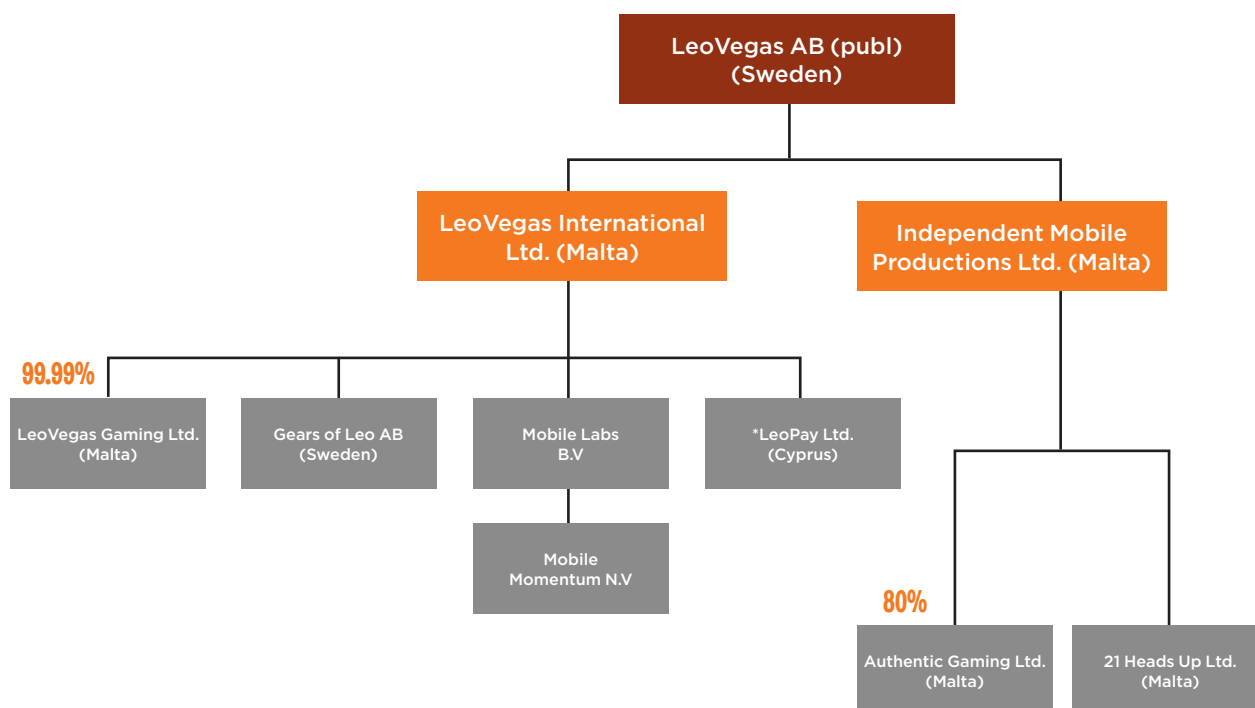 LeoVegas AB (publ)
(Sweden)
LeoVegas International
Ltd. (Malta)
Independent Mobile
Productions Ltd. (Malta)
99.99%
LeoVegas Gaming Ltd.
(Malta)
Gears of Leo AB
(Sweden)
Mobile Labs
B.V
*LeoPay Ltd.
(Cyprus)
Mobile
Momentum N.V
80%
Authentic Gaming Ltd.
(Malta)
21 Heads Up Ltd.
(Malta)